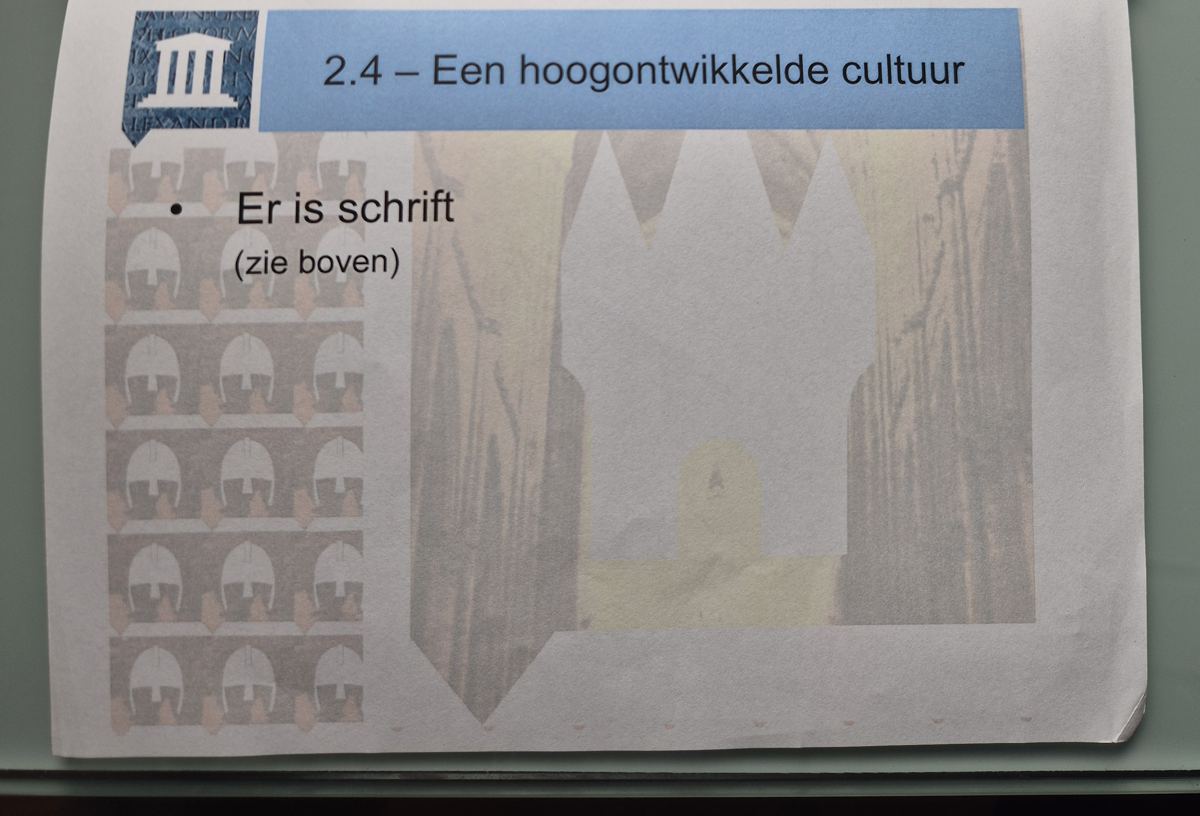 2.4 – Een hoogontwikkelde cultuur
• Er is schrift
(zie boven)